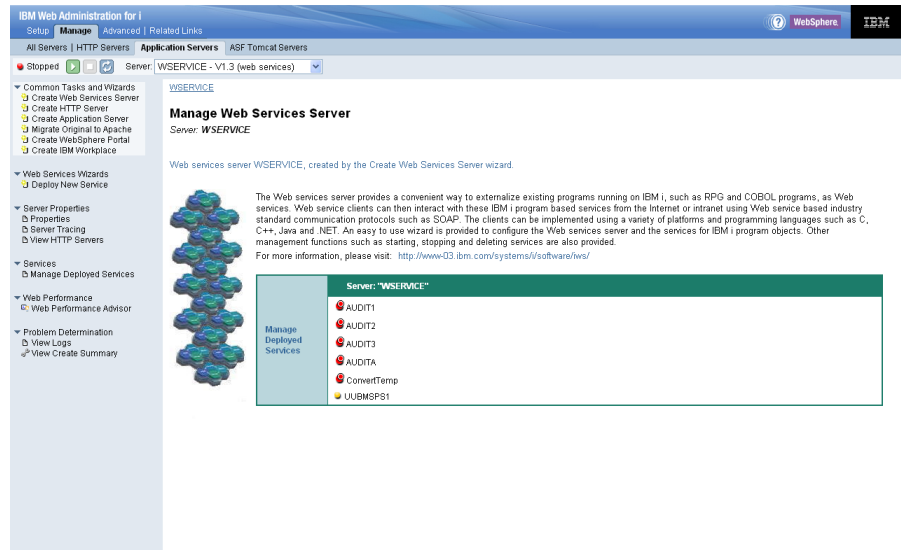 IBM Web Administration for i
WebSphere. IBM
Setup Manage Advanced | Related Links
All Servers | HTTP Servers Application Servers ASF Tomcat Servers
Stopped Server: WSERVICE - V1.3 (web services)
Common Tasks and Wizards
Create Web Services Server
Create HTTP Server
Create Application Server
Migrate Original to Apache
Create WebSphere Portal
Create IBM Workplace
Web Services Wizards
Deploy New Service
Server Properties
Properties
Server Tracing
View HTTP Servers
Services
Manage Deployed Services
Web Performance
Web Performance Advisor
Problem Determination
View Logs
View Create Summary
WSERVICE
Manage Web Services Server
Server: WSERVICE
Web services server WSERVICE, created by the Create Web Services Server wizard.
The Web services server provides a convenient way to externalize existing programs running on IBM i, such as RPG and COBOL programs, as Web
services. Web service clients can then interact with these IBM i program based services from the Internet or intranet using Web service based industry
standard communication protocols such as SOAP. The clients can be implemented using a variety of platforms and programming languages such as C,
C++, Java and .NET. An easy to use wizard is provided to configure the Web services server and the services for IBM i program objects. Other
management functions such as starting, stopping and deleting services are also provided.
For more information, please visit: http://www-03.ibm.com/systems/i/software/iws/
Server: "WSERVICE"
Manage
Deployed
Services
AUDIT1
AUDIT2
AUDIT3
AUDITA
ConvertTemp
UUBMSPS1